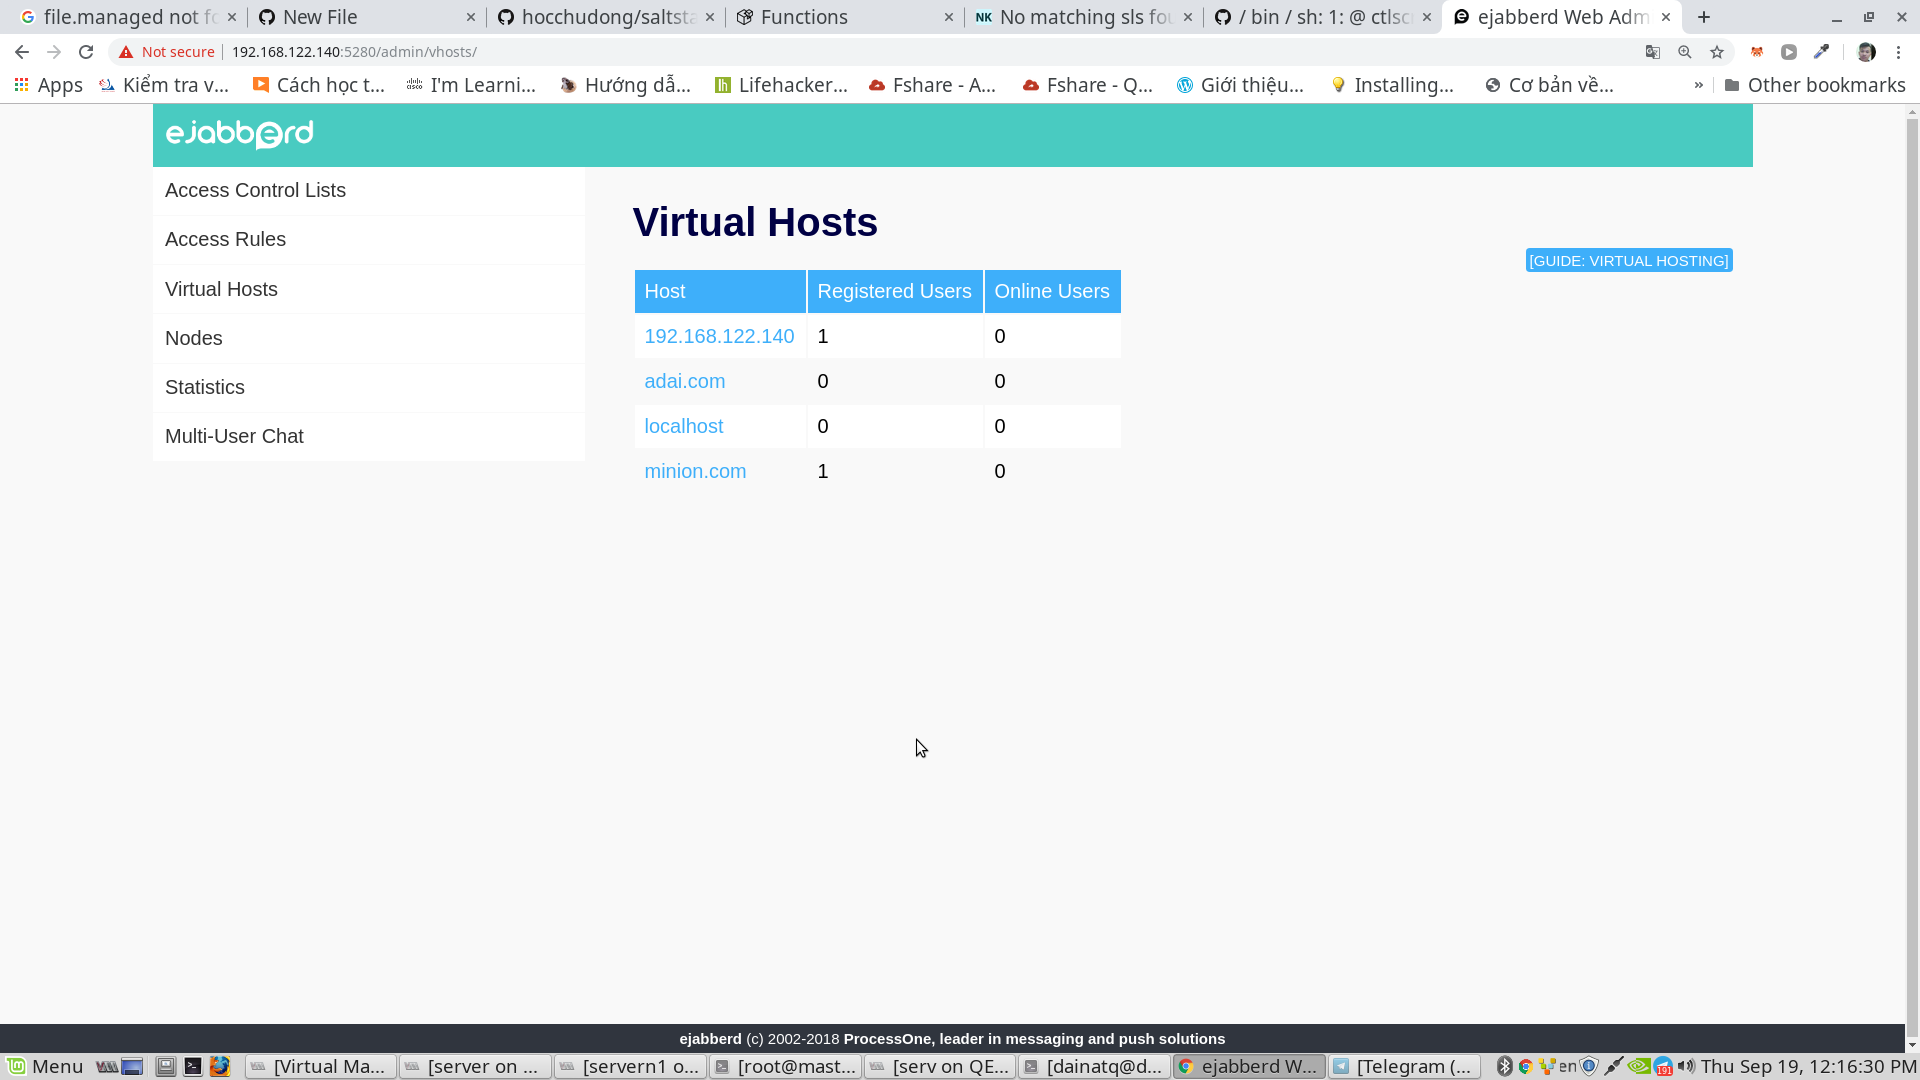 file.managed not fo
New File
hocchudong/saltsta
Functions
NK No matching sls fou
/ bin / sh: 1: @ ctlsc
ejabberd Web Adm
Not secure 192.168.122.140:5280/admin/vhosts/
Apps
Kiểm tra v...
Cách học t...
I'm Learni...
Hướng dẫ...
Lifehacker...
Fshare - A...
Fshare - Q...
Giới thiệu...
Installing...
Cơ bản về...
» Other bookmarks
ejabberd
Access Control Lists
Access Rules
Virtual Hosts
Nodes
Statistics
Multi-User Chat
Virtual Hosts
[GUIDE: VIRTUAL HOSTING]
Host Registered Users Online Users
192.168.122.140 1 0
adai.com 0 0
localhost 0 0
minion.com 1 0
ejabberd (c) 2002-2018 ProcessOne, leader in messaging and push solutions
Menu
[Virtual Ma...
[server on ...
[servern1 o...
[root@mast...
[serv on QE...
[dainatq@d...
ejabberd W...
[Telegram (...
en
191
Thu Sep 19, 12:16:30 PM